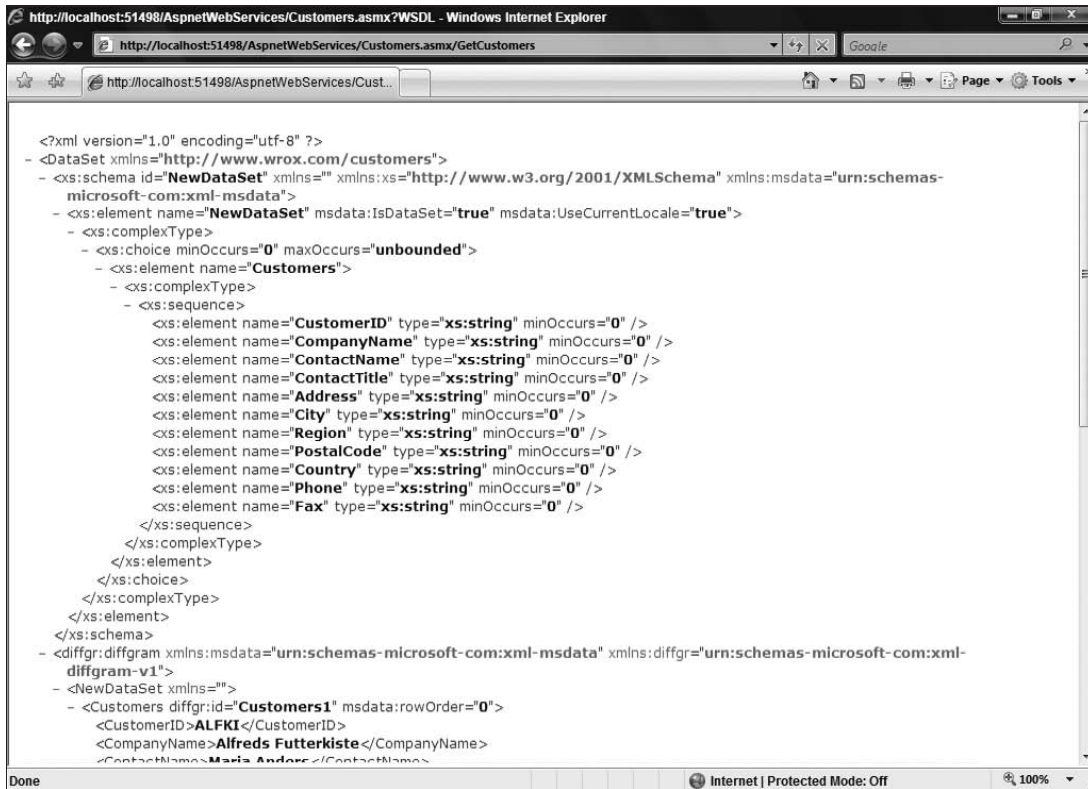 http://localhost:51498/AspnetWebServices/Customers.asmx?WSDL - Windows Internet Explorer
http://localhost:51498/AspnetWebServices/Customers.asmx/GetCustomers
Google
http://localhost:51498/AspnetWebServices/Cust...
Page
Tools
<?xml version="1.0" encoding="utf-8" ?>
- <DataSet xmlns="http://www.wrox.com/customers">
- <xs:schema id="NewDataSet" xmlns="" xmlns:xs="http://www.w3.org/2001/XMLSchema" xmlns:msdata="urn:schemas-
microsoft-com:xml-msdata">
- <xs:element name="NewDataSet" msdata:IsDataSet="true" msdata:UseCurrentLocale="true">
- <xs:complexType>
- <xs:choice minOccurs="0" maxOccurs="unbounded">
- <xs:element name="Customers">
- <xs:complexType>
- <xs:sequence>
<xs:element name="CustomerID" type="xs:string" minOccurs="0" />
<xs:element name="CompanyName" type="xs:string" minOccurs="0" />
<xs:element name="ContactName" type="xs:string" minOccurs="0" />
<xs:element name="ContactTitle" type="xs:string" minOccurs="0" />
<xs:element name="Address" type="xs:string" minOccurs="0" />
<xs:element name="City" type="xs:string" minOccurs="0" />
<xs:element name="Region" type="xs:string" minOccurs="0" />
<xs:element name="PostalCode" type="xs:string" minOccurs="0" />
<xs:element name="Country" type="xs:string" minOccurs="0" />
<xs:element name="Phone" type="xs:string" minOccurs="0" />
<xs:element name="Fax" type="xs:string" minOccurs="0" />
</xs:sequence>
</xs:complexType>
</xs:element>
</xs:choice>
</xs:complexType>
</xs:element>
</xs:schema>
- <diffgr:diffgram xmlns:msdata="urn:schemas-microsoft-com:xml-msdata" xmlns:diffgr="urn:schemas-microsoft-com:xml-
diffgram-v1">
- <NewDataSet xmlns="">
- <Customers diffgr:id="Customers1" msdata:rowOrder="0">
<CustomerID>ALFKI</CustomerID>
<CompanyName>Alfreds Futterkiste</CompanyName>
<ContactName>Maria Anders</ContactName>
Done
Internet | Protected Mode: Off
100%